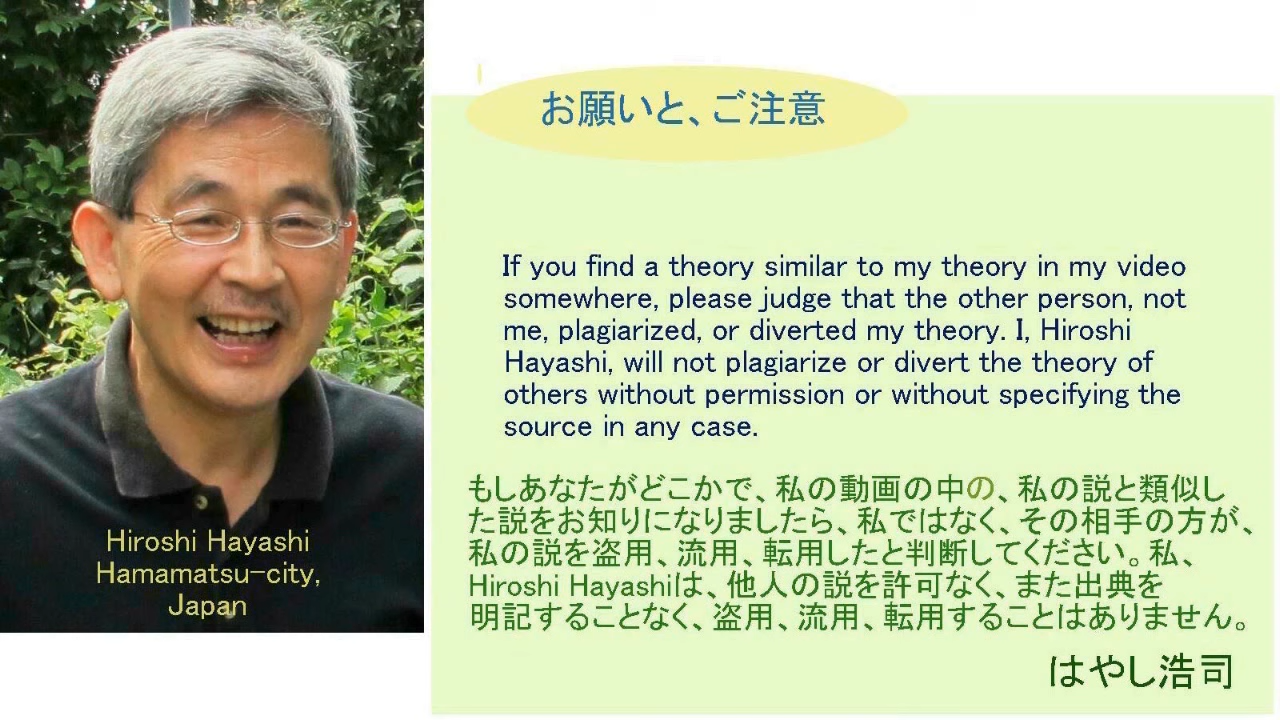 お願いと、ご注意
If you find a theory similar to my theory in my video
somewhere, please judge that the other person, not
me, plagiarized, or diverted my theory. I, Hiroshi
Hayashi, will not plagiarize or divert the theory of
others without permission or without specifying the
source in any case.
もしあなたがどこかで、私の動画の中の、私の説と類似し
た説をお知りになりましたら、私ではなく、その相手の方が、
私の説を盗用、流用、転用したと判断してください。私、
Hiroshi Hayashiは、他人の説を許可なく、また出典を
明記することなく、盗用、流用、転用することはありません。
はやし浩司
Hiroshi Hayashi
Hamamatsu-city,
Japan